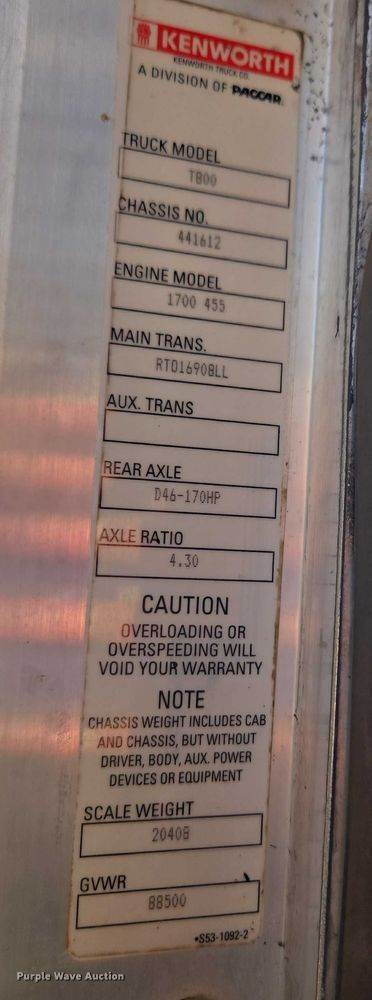 KENWORTH
KENWORTH TRUCK CO.
A DIVISION OF PACCAR
TRUCK MODEL
T800
CHASSIS NO.
441612
ENGINE MODEL
1700 455
MAIN TRANS.
RTO16908LL
AUX. TRANS
REAR AXLE
D46-170HP
AXLE RATIO
4.30
CAUTION
OVERLOADING OR
OVERSPEEDING WILL
VOID YOUR WARRANTY
NOTE
CHASSIS WEIGHT INCLUDES CAB
AND CHASSIS, BUT WITHOUT
DRIVER, BODY, AUX. POWER
DEVICES OR EQUIPMENT
SCALE WEIGHT
20408
GVWR
88500
•S53-1092-2
Purple Wave Auction